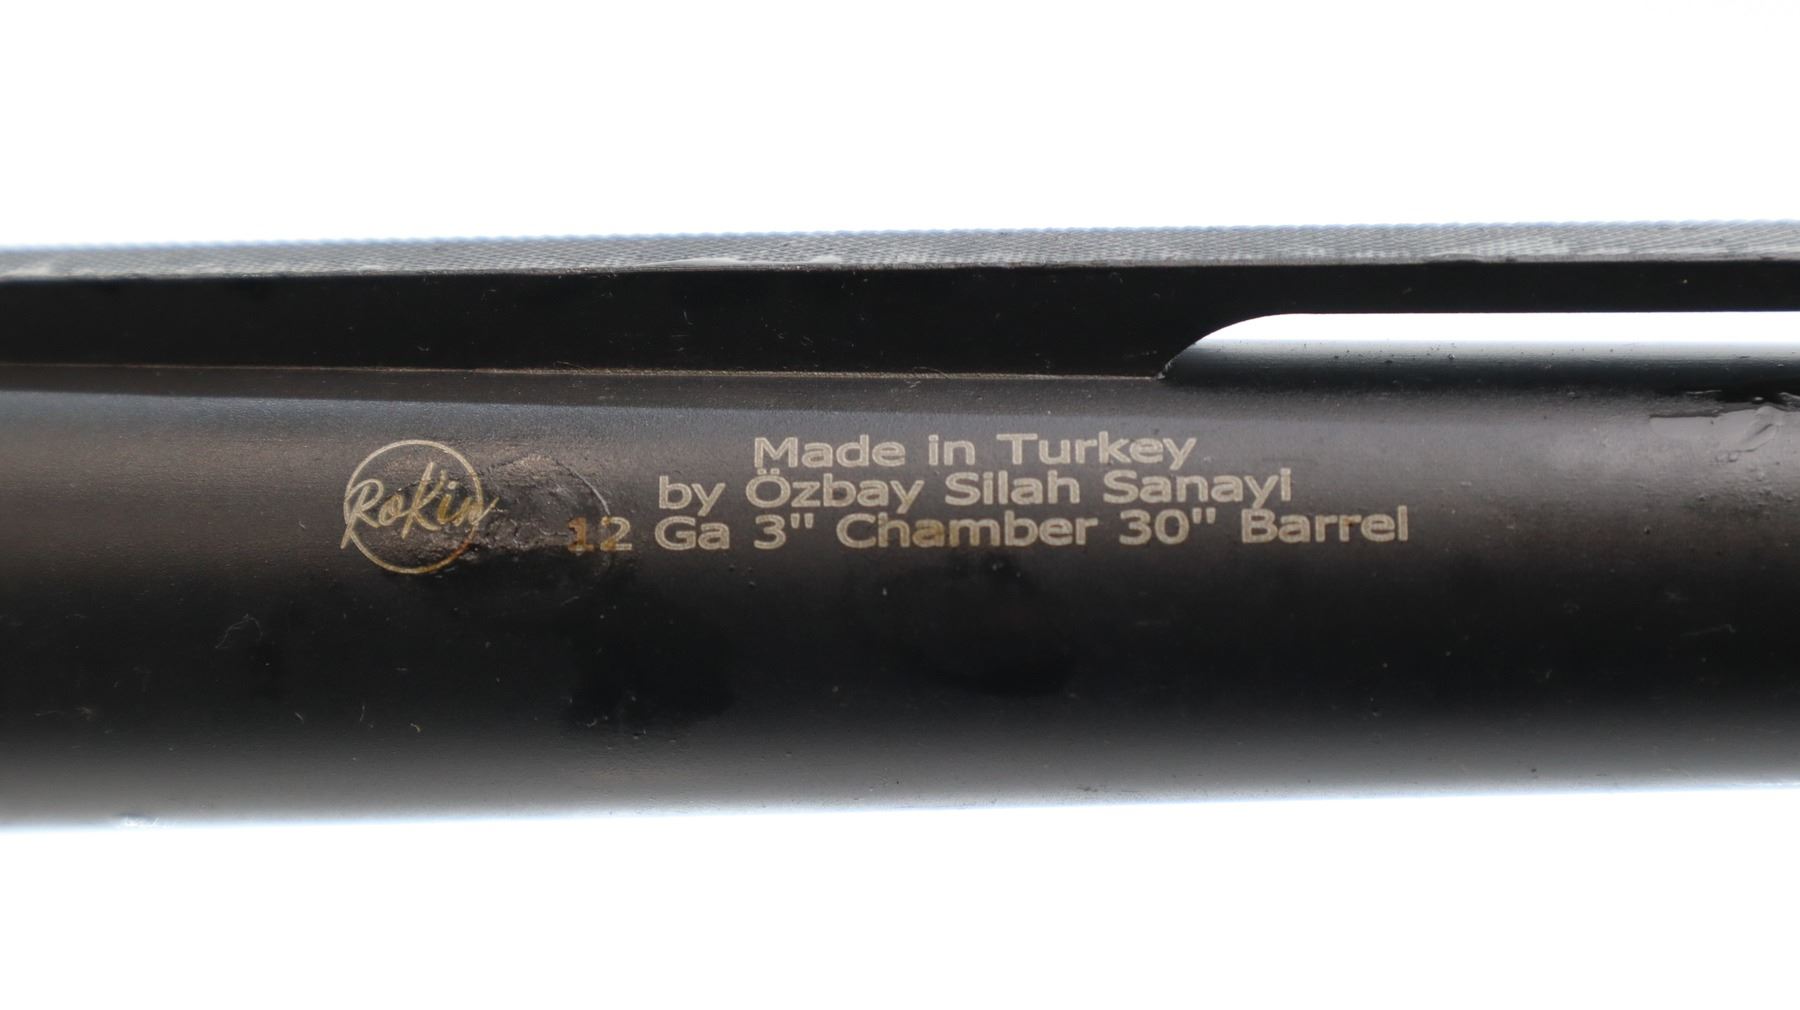 RoKin
Made in Turkey
by Özbay Silah Sanayi
12 Ga 3" Chamber 30" Barrel